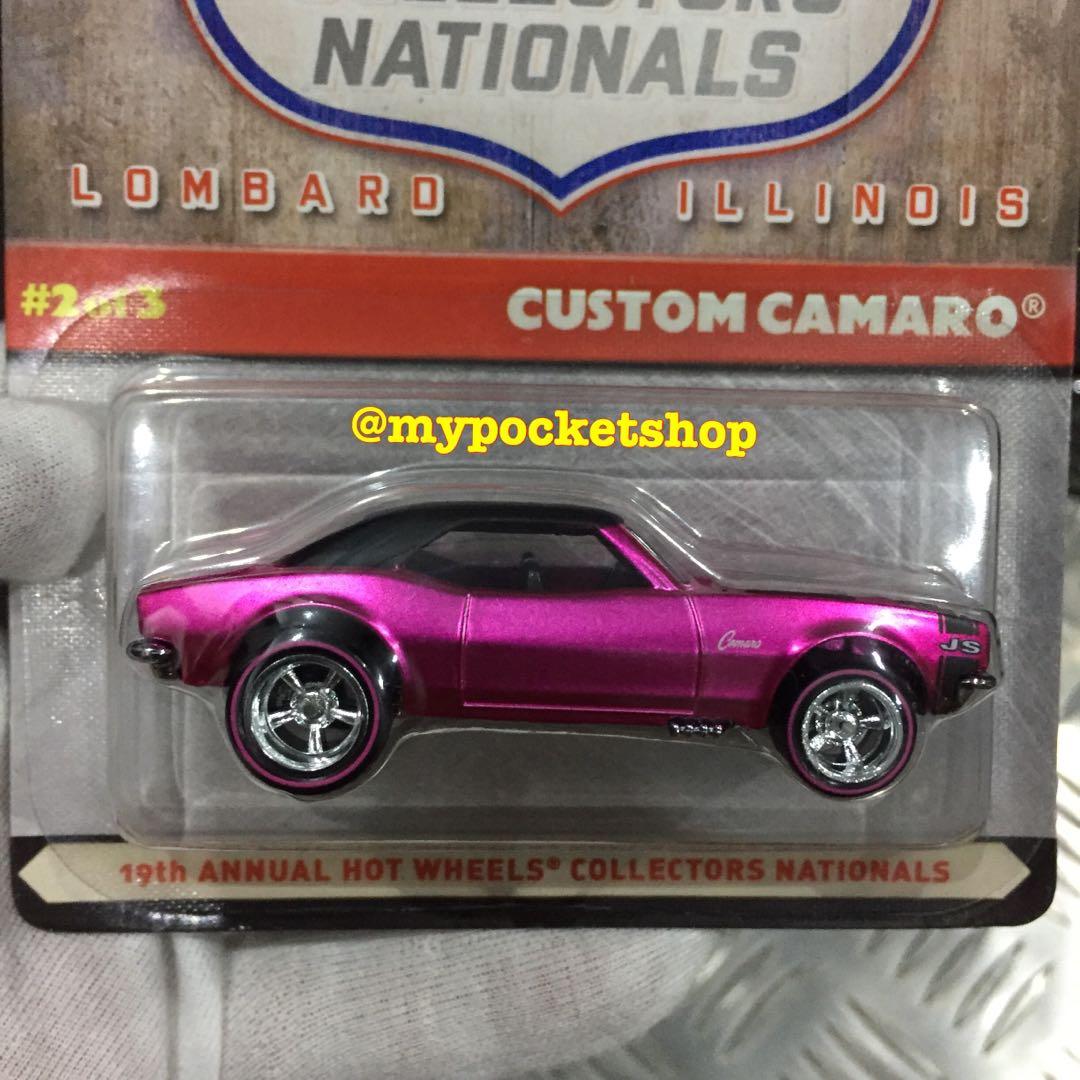 NATIONALS
LOMBARD ILLINOIS
#2 of 3 CUSTOM CAMARO®
@mypocketshop
Camaro
JS
19th ANNUAL HOT WHEELS® COLLECTORS NATIONALS